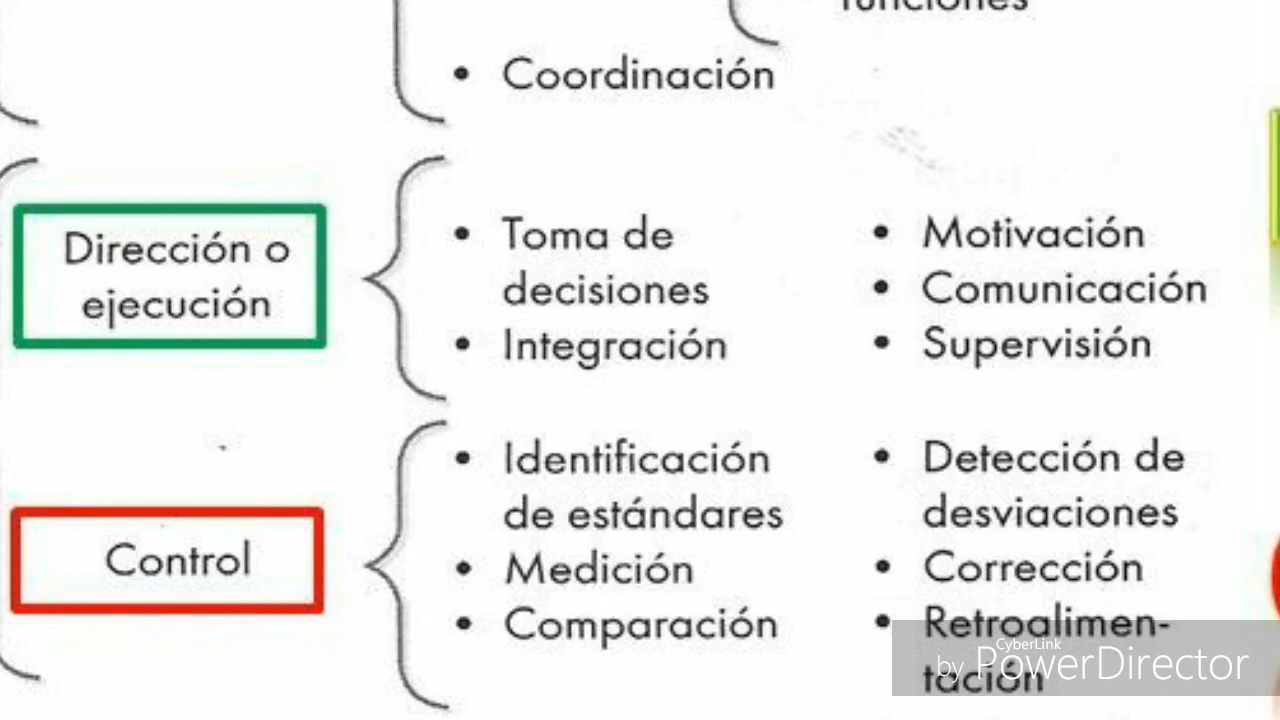 funciones
• Coordinación
Dirección o
ejecución
• Toma de
decisiones
• Integración
• Motivación
• Comunicación
• Supervisión
Control
• Identificación
de estándares
• Medición
• Comparación
• Detección de
desviaciones
• Corrección
• Retroalimen-
tación
CyberLink
by PowerDirector